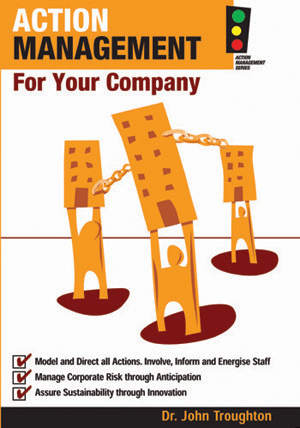 ACTION
MANAGEMENT
For Your Company
ACTION
MANAGEMENT
SERIES
Model and Direct all Actions. Involve, Inform and Energise Staff
Manage Corporate Risk through Anticipation
Assure Sustainability through Innovation
Dr. John Troughton